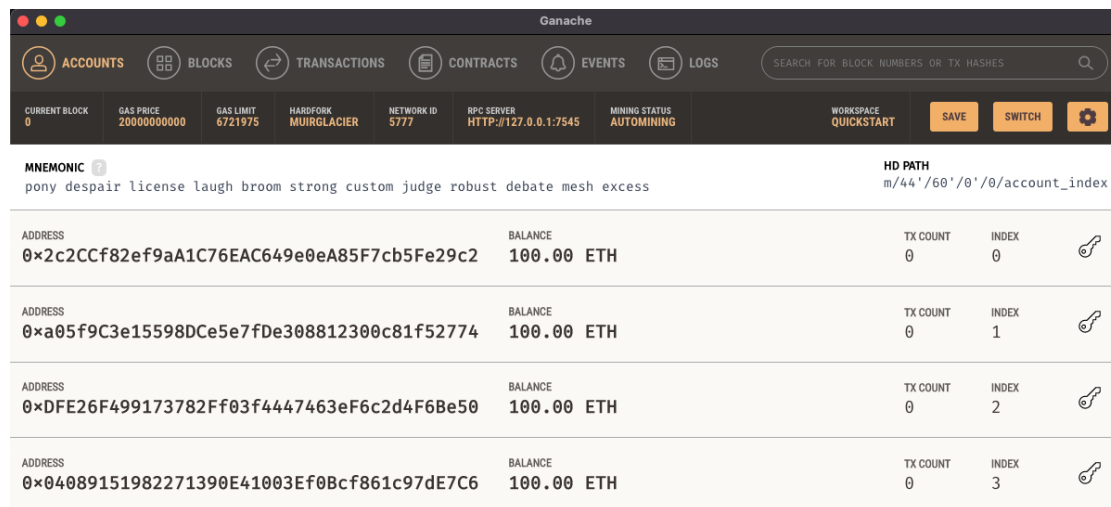 Ganache
ACCOUNTS BLOCKS TRANSACTIONS CONTRACTS EVENTS LOGS SEARCH FOR BLOCK NUMBERS OR TX HASHES
CURRENT BLOCK GAS PRICE GAS LIMIT HARDFORK NETWORK ID RPC SERVER MINING STATUS WORKSPACE
0 20000000000 6721975 MUIRGLACIER 5777 HTTP://127.0.0.1:7545 AUTOMINING QUICKSTART SAVE SWITCH
MNEMONIC ? HD PATH
pony despair license laugh broom strong custom judge robust debate mesh excess m/44'/60'/0'/0/account_index
ADDRESS BALANCE TX COUNT INDEX
0×2c2CCf82ef9aA1C76EAC649e0eA85F7cb5Fe29c2 100.00 ETH 0 0
ADDRESS BALANCE TX COUNT INDEX
0×a05f9C3e15598DCe5e7fDe308812300c81f52774 100.00 ETH 0 1
ADDRESS BALANCE TX COUNT INDEX
0×DFE26F499173782Ff03f4447463eF6c2d4F6Be50 100.00 ETH 0 2
ADDRESS BALANCE TX COUNT INDEX
0×04089151982271390E41003Ef0Bcf861c97dE7C6 100.00 ETH 0 3